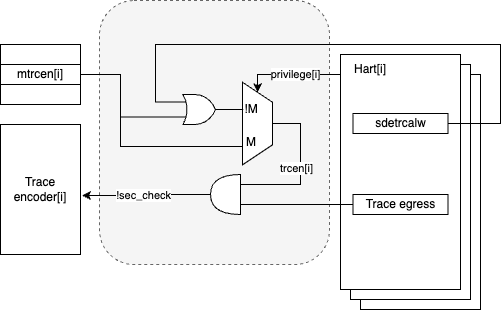 mtrcen[i]
privilege[i]
Hart[i]
!M
M
sdetrcalw
trcen[i]
Trace
encoder[i]
!sec_check
Trace egress